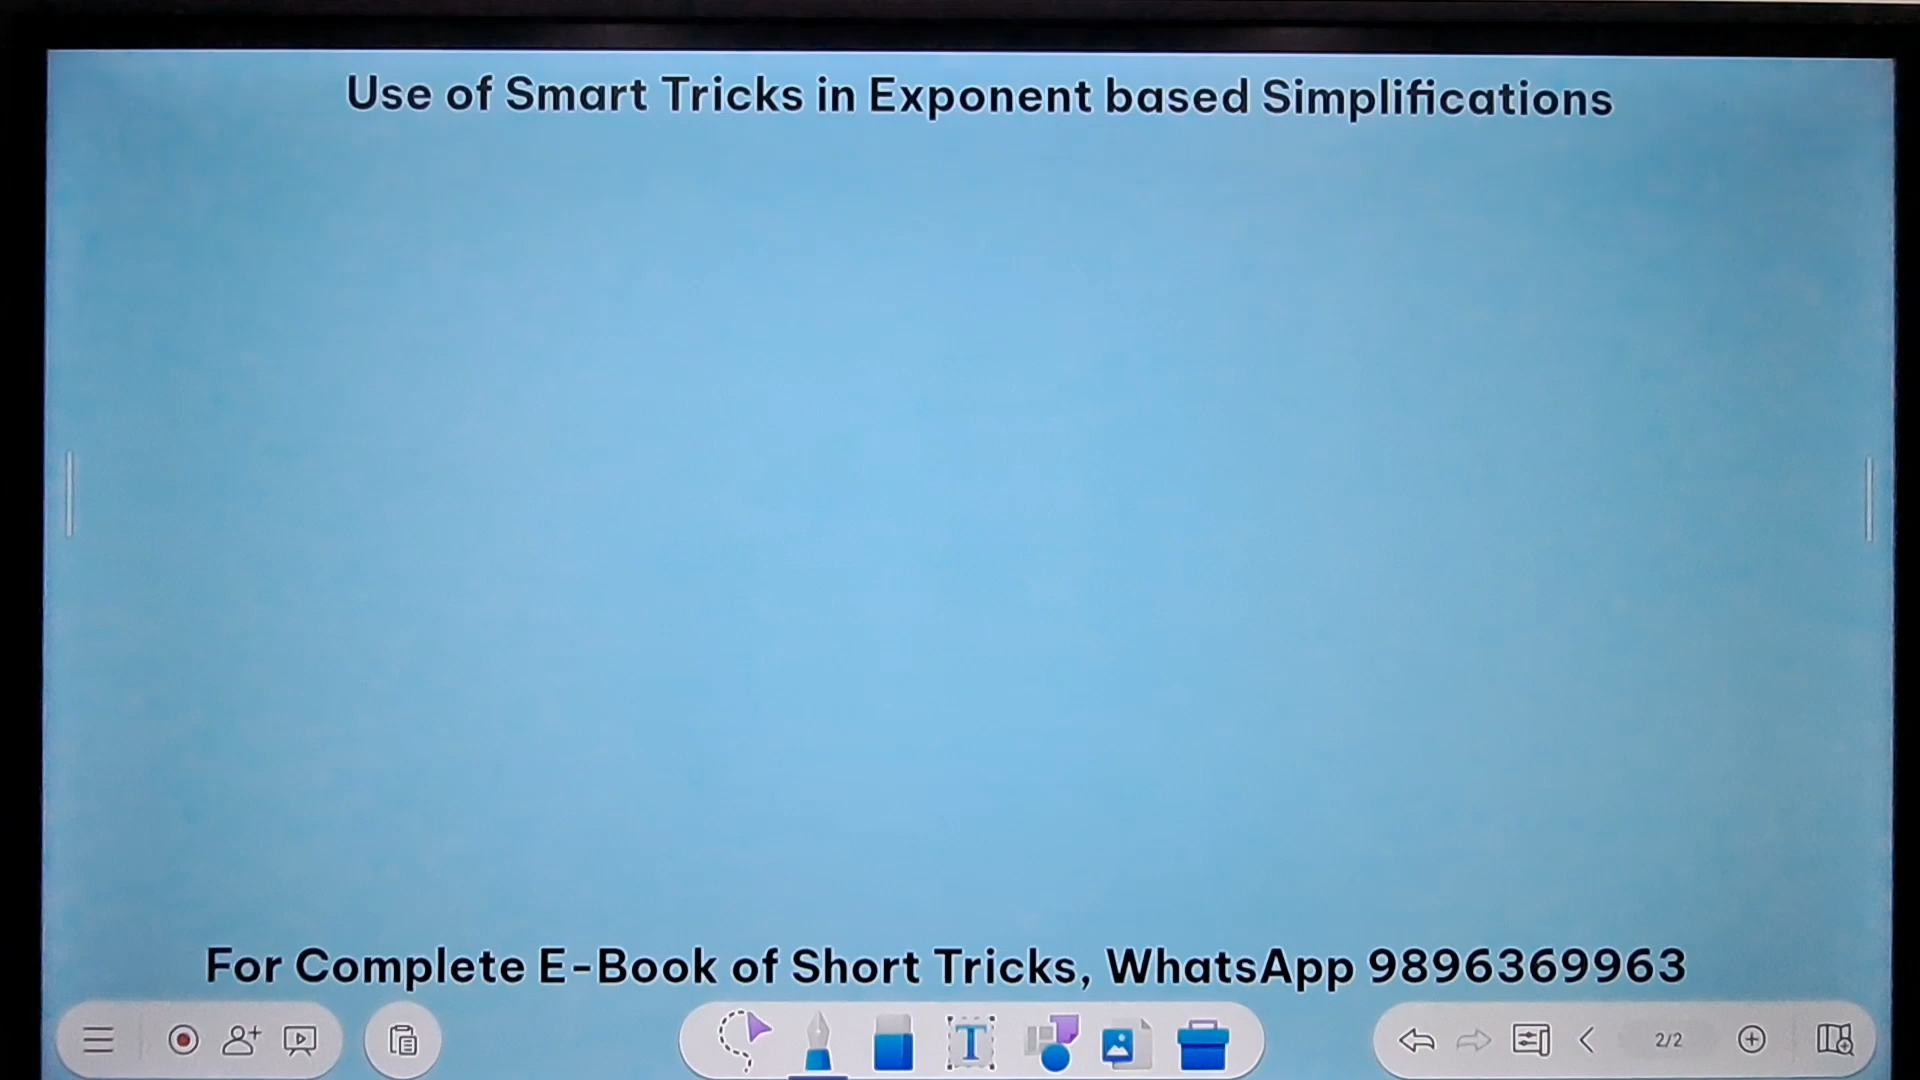 Use of Smart Tricks in Exponent based Simplifications
For Complete E-Book of Short Tricks, WhatsApp 9896369963
T
2/2